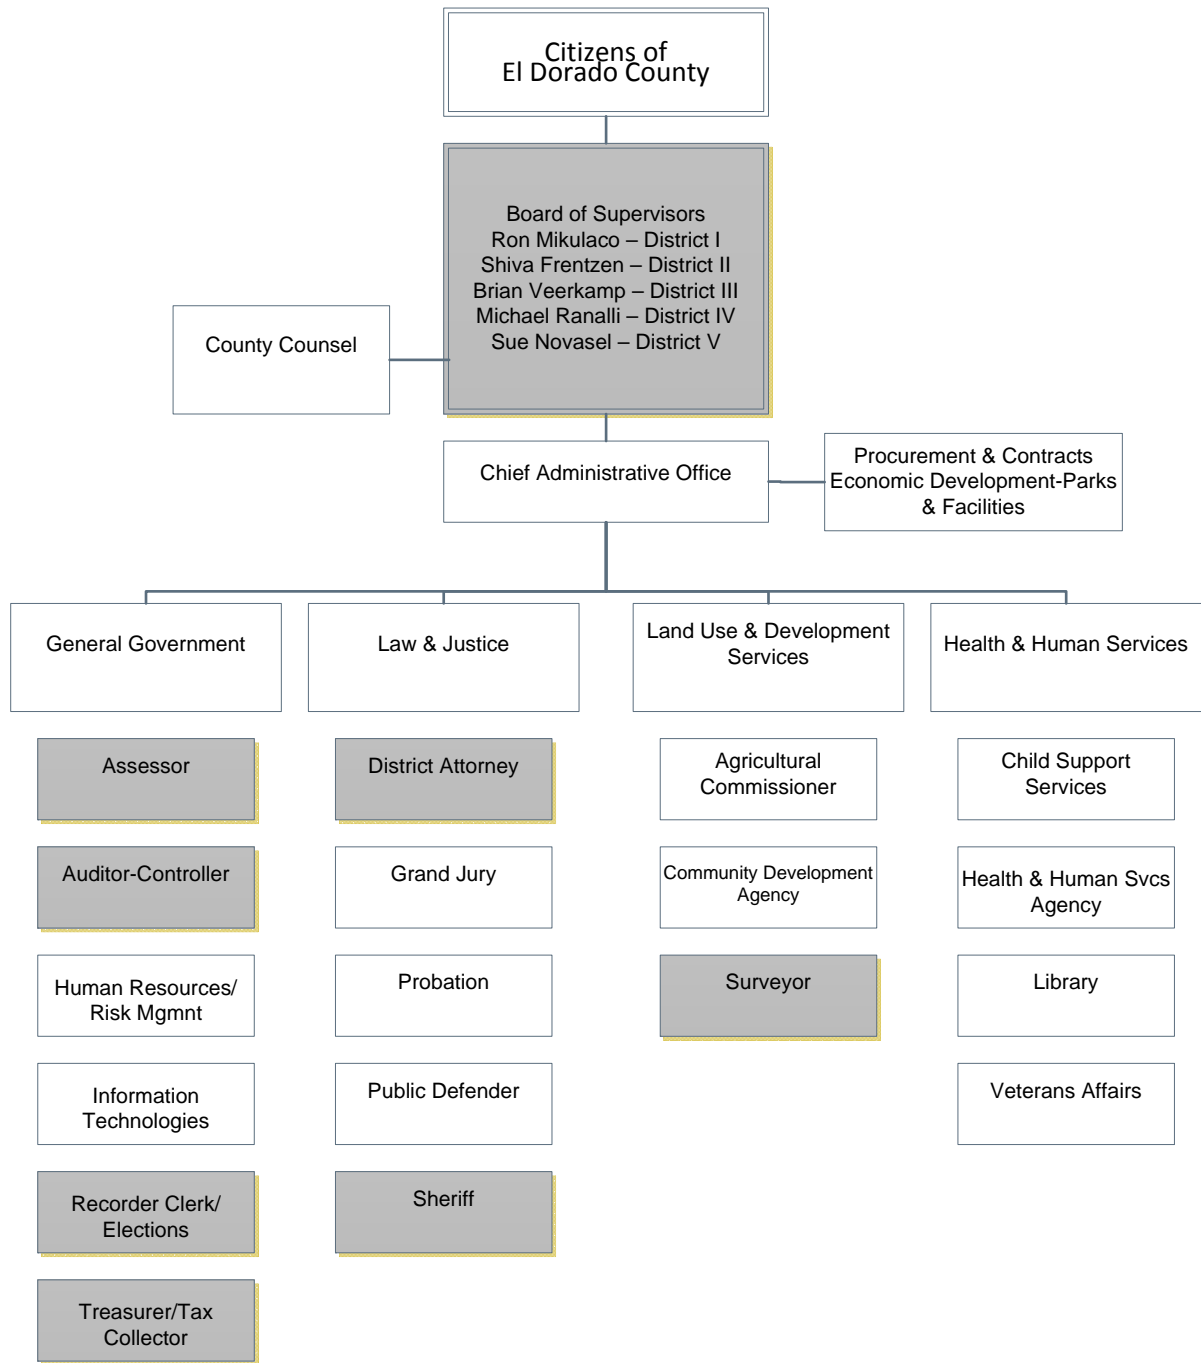 Citizens of
El Dorado County
Board of Supervisors
Ron Mikulaco – District I
Shiva Frentzen – District II
Brian Veerkamp – District III
Michael Ranalli – District IV
Sue Novasel – District V
County Counsel
Chief Administrative Office
Procurement & Contracts
Economic Development-Parks
& Facilities
General Government
Law & Justice
Land Use & Development
Services
Health & Human Services
Assessor
Auditor-Controller
Human Resources/
Risk Mgmnt
Information
Technologies
Recorder Clerk/
Elections
Treasurer/Tax
Collector
District Attorney
Grand Jury
Probation
Public Defender
Sheriff
Agricultural
Commissioner
Community Development
Agency
Surveyor
Child Support
Services
Health & Human Svcs
Agency
Library
Veterans Affairs